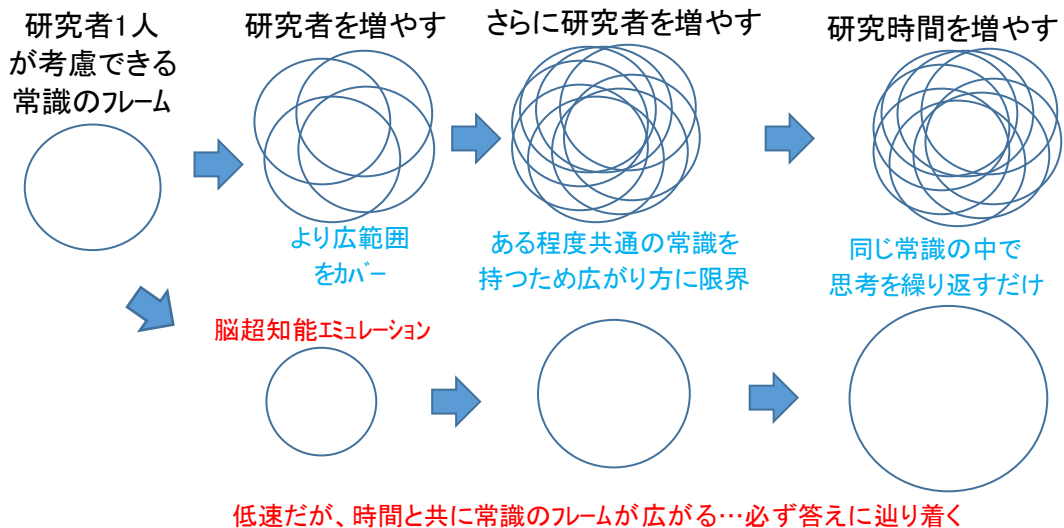 研究者1人
が考慮できる
常識のフレーム
研究者を増やす
さらに研究者を増やす
研究時間を増やす
より広範囲
をカバー
ある程度共通の常識を
持つため広がり方に限界
同じ常識の中で
思考を繰り返すだけ
脳超知能エミュレーション
低速だが、時間と共に常識のフレームが広がる…必ず答えに辿り着く